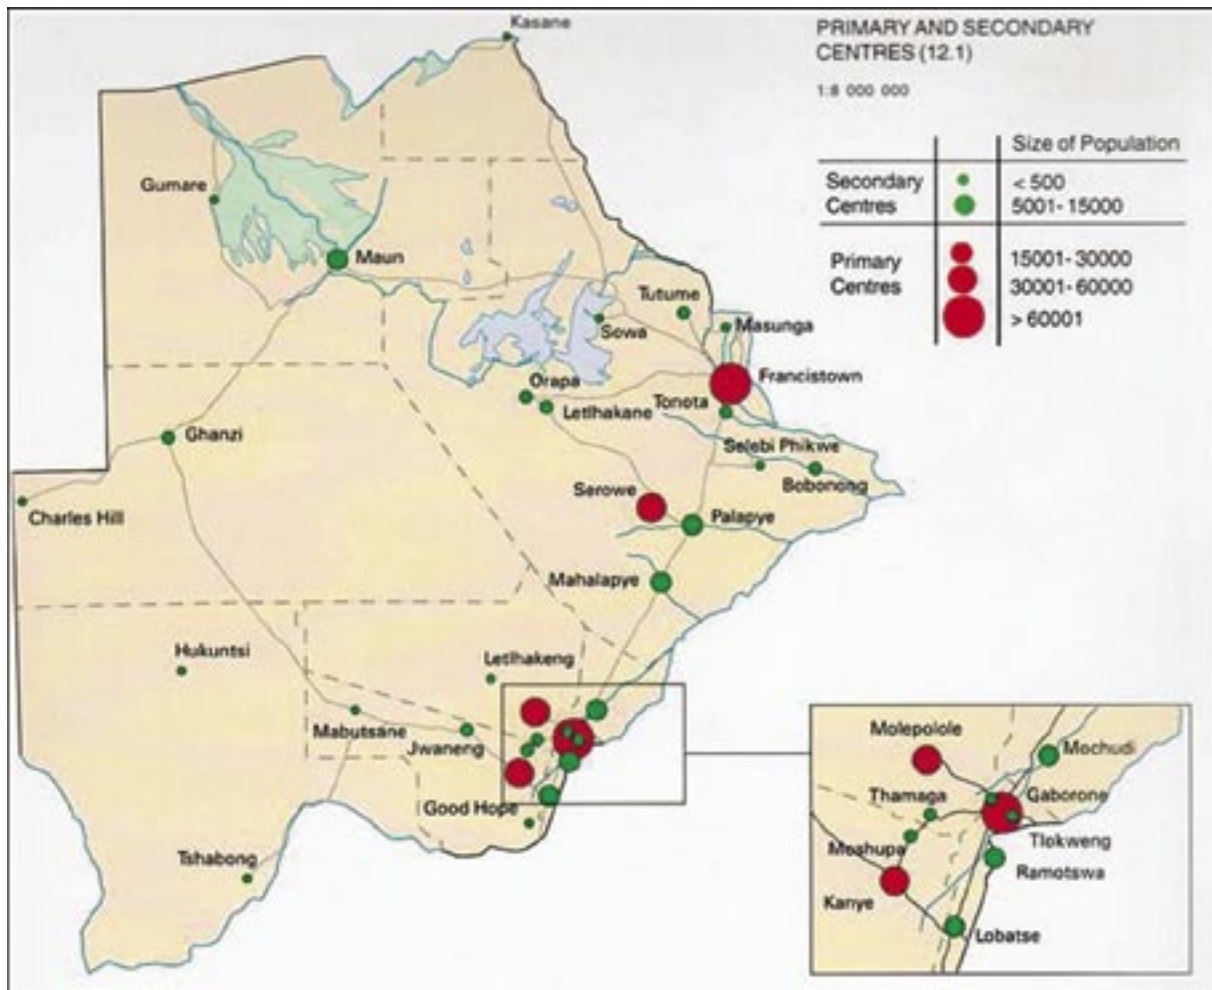 Kasane
PRIMARY AND SECONDARY
CENTRES (12.1)
1:8 000 000
Size of Population
Secondary
Centres
< 500
5001-15000
Primary
Centres
15001-30000
30001-60000
> 60001
Gumare
Maun
Tutume
Sowa
Masunga
Orapa
Francistown
Letlhakane
Tonota
Ghanzi
Selebi Phikwe
Bobonong
Serowe
Charles Hill
Palapye
Mahalapye
Hukuntsi
Letlhakeng
Mabutsane
Jwaneng
Good Hope
Tshabong
Molepolole
Mochudi
Thamaga
Gaborone
Moshupa
Tlokweng
Ramotswa
Kanye
Lobatse